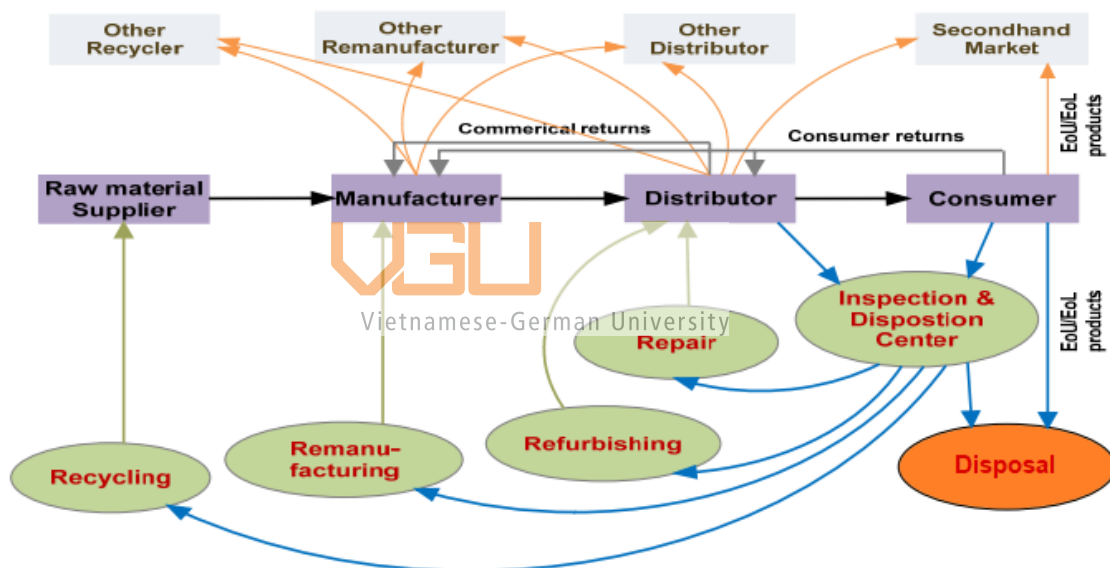 Other
Recycler
Other
Remanufacturer
Other
Distributor
Secondhand
Market
Commerical returns
Consumer returns
EoU/EoL
products
Raw material
Supplier
Manufacturer
Distributor
Consumer
VGU
Vietnamese-German University
Inspection &
Dispostion
Center
EoU/EoL
products
Repair
Refurbishing
Remanu-
facturing
Recycling
Disposal